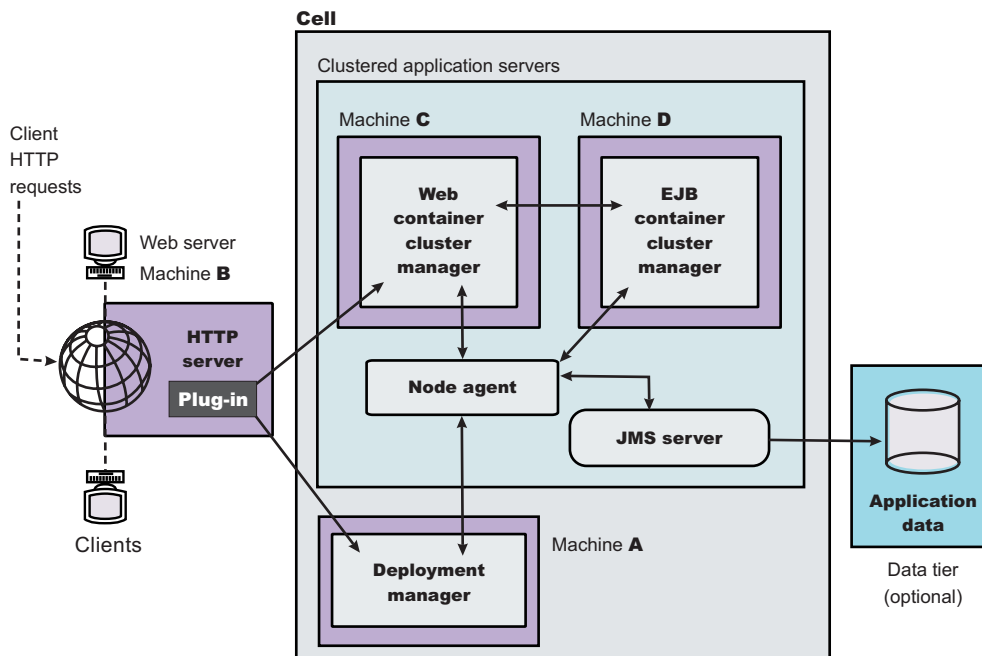 Cell
Clustered application servers
Machine C
Machine D
Client
HTTP
requests
Web
container
cluster
manager
EJB
container
cluster
manager
Web server
Machine B
HTTP
server
Plug-in
Node agent
JMS server
Application
data
Clients
Machine A
Deployment
manager
Data tier
(optional)